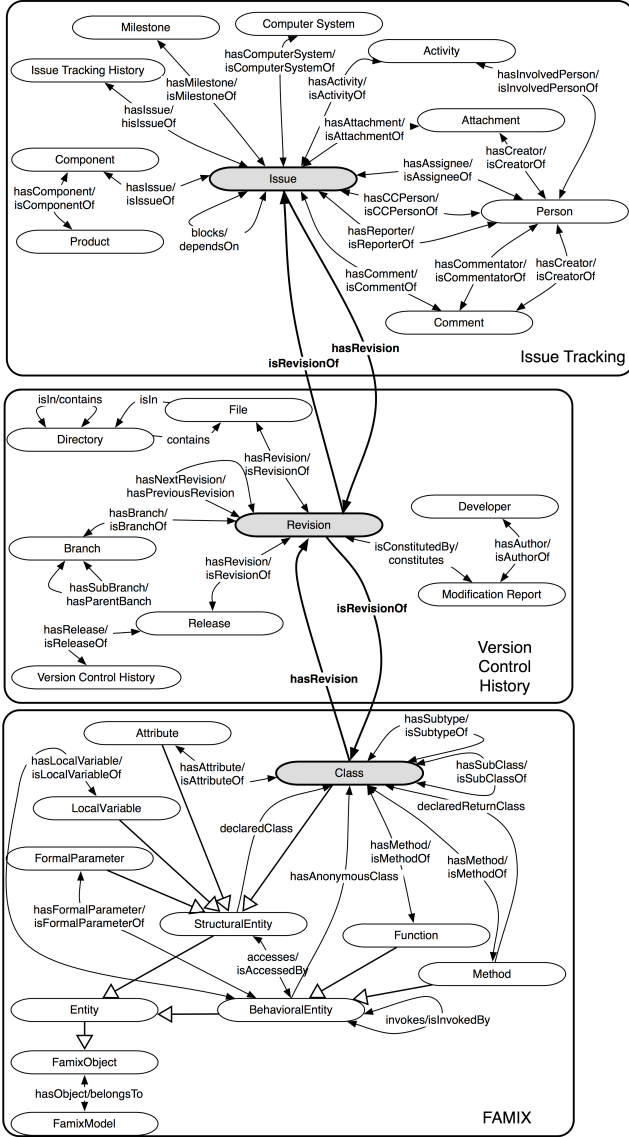 Milestone
Computer System
Activity
Issue Tracking History
hasMilestone/
isMilestoneOf
hasComputerSystem/
isComputerSystemOf
hasActivity/
isActivityOf
hasInvolvedPerson/
isInvolvedPersonOf
hasIssue/
hisIssueOf
hasAttachment/
isAttachmentOf
Attachment
hasCreator/
isCreatorOf
Component
hasIssue/
isIssueOf
Issue
hasAssignee/
isAssigneeOf
hasComponent/
isComponentOf
hasCCPerson/
isCCPersonOf
Person
Product
blocks/
dependsOn
hasReporter/
isReporterOf
hasComment/
isCommentOf
hasCommentator/
isCommentatorOf
hasCreator/
isCreatorOf
Comment
hasRevision
isRevisionOf
Issue Tracking
isIn/contains
isIn
File
Directory
contains
hasRevision/
isRevisionOf
hasNextRevision/
hasPreviousRevision
hasBranch/
isBranchOf
Revision
Developer
Branch
hasRevision/
isRevisionOf
isConstitutedBy/
constitutes
hasAuthor/
isAuthorOf
hasSubBranch/
hasParentBanch
isRevisionOf
Modification Report
hasRelease/
isReleaseOf
Release
Version Control History
hasRevision
Version
Control
History
Attribute
hasSubtype/
isSubtypeOf
hasLocalVariable/
isLocalVariableOf
hasAttribute/
isAttributeOf
Class
hasSubClass/
isSubClassOf
LocalVariable
declaredClass
declaredReturnClass
hasMethod/
isMethodOf
FormalParameter
hasAnonymousClass
hasMethod/
isMethodOf
hasFormalParameter/
isFormalParameterOf
StructuralEntity
Function
accesses/
isAccessedBy
Method
Entity
BehavioralEntity
invokes/isInvokedBy
FamixObject
hasObject/belongsTo
FamixModel
FAMIX